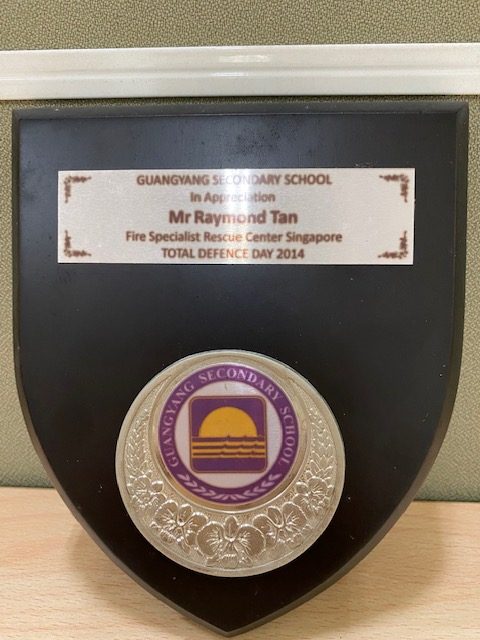 GUANGYANG SECONDARY SCHOOL
In Appreciation
Mr Raymond Tan
Fire Specialist Rescue Center Singapore
TOTAL DEFENCE DAY 2014
GUANGYANG SECONDARY SCHOOL